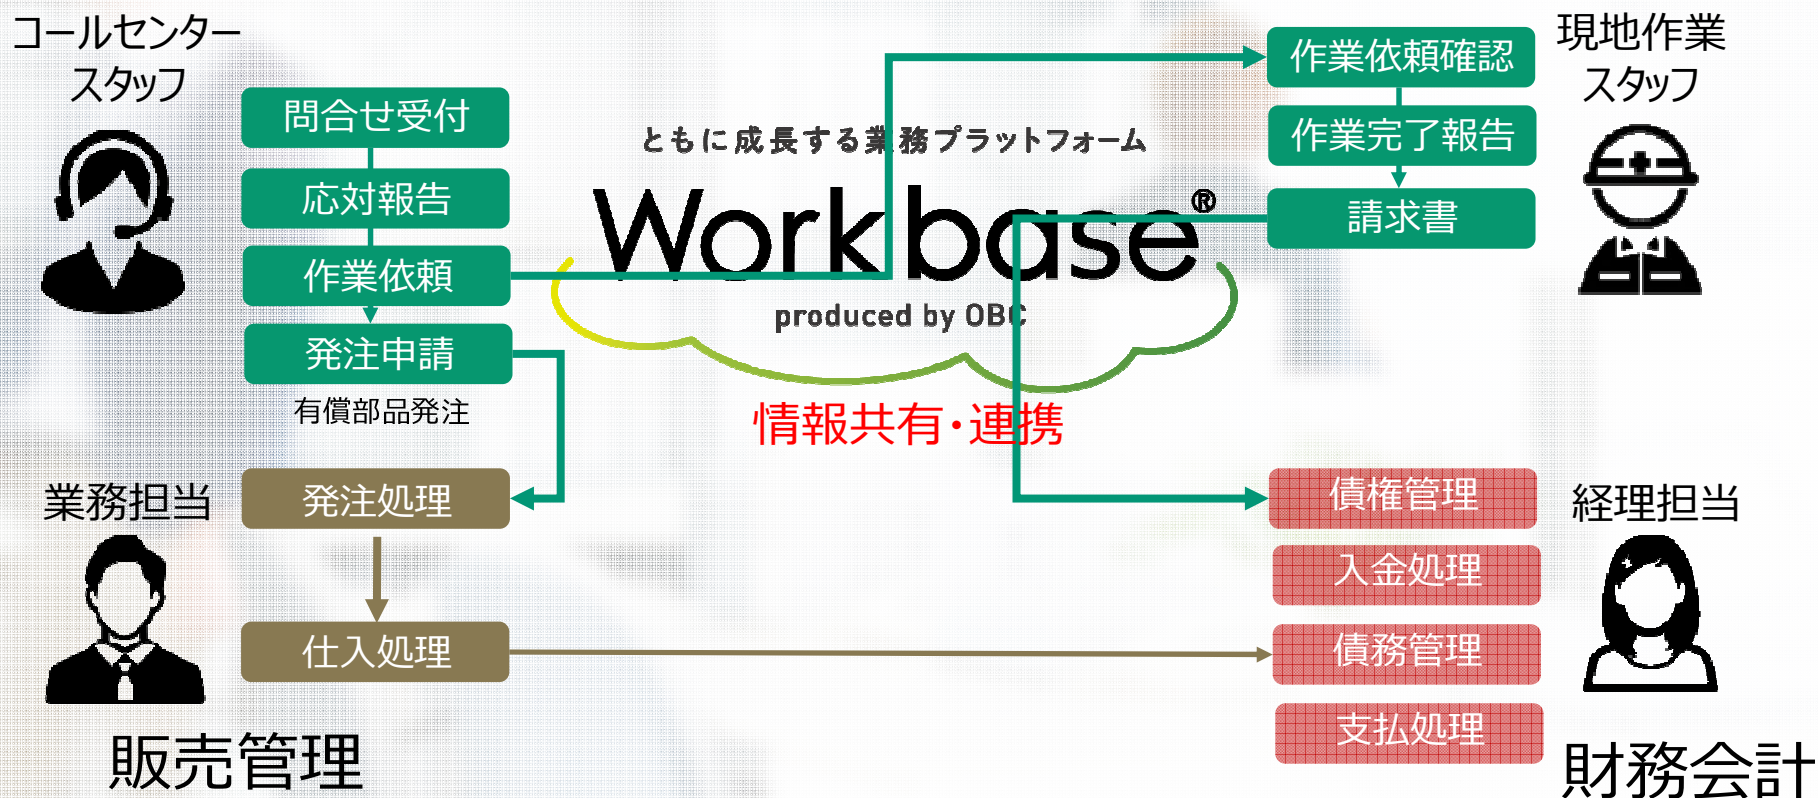 コールセンター
スタッフ
問合せ受付
応対報告
作業依頼
発注申請
有償部品発注
ともに成長する業務プラットフォーム
Workbase®
produced by OBC
情報共有・連携
作業依頼確認
作業完了報告
請求書
現地作業
スタッフ
業務担当
発注処理
仕入処理
販売管理
債権管理
入金処理
債務管理
支払処理
経理担当
財務会計